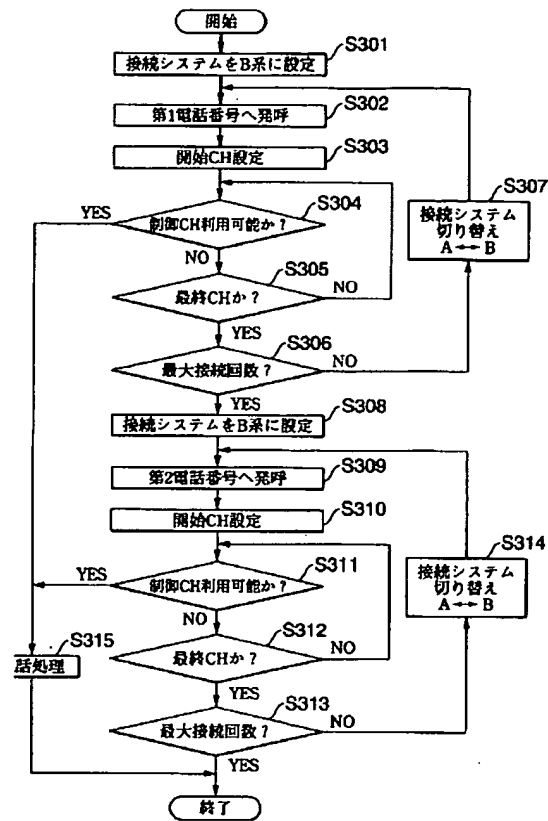 開始
S301
接続システムをB系に設定
S302
第1電話番号へ発呼
S303
開始CH設定
S304
YES
制御CH利用可能か?
NO
S305
最終CHか?
NO
YES
S306
最大接続回数?
NO
YES
S307
接続システム
切り替え
A↔B
S308
接続システムをB系に設定
S309
第2電話番号へ発呼
S310
開始CH設定
S311
YES
制御CH利用可能か?
NO
S312
最終CHか?
NO
YES
S313
最大接続回数?
NO
YES
S314
接続システム
切り替え
A↔B
S315
話処理
終了